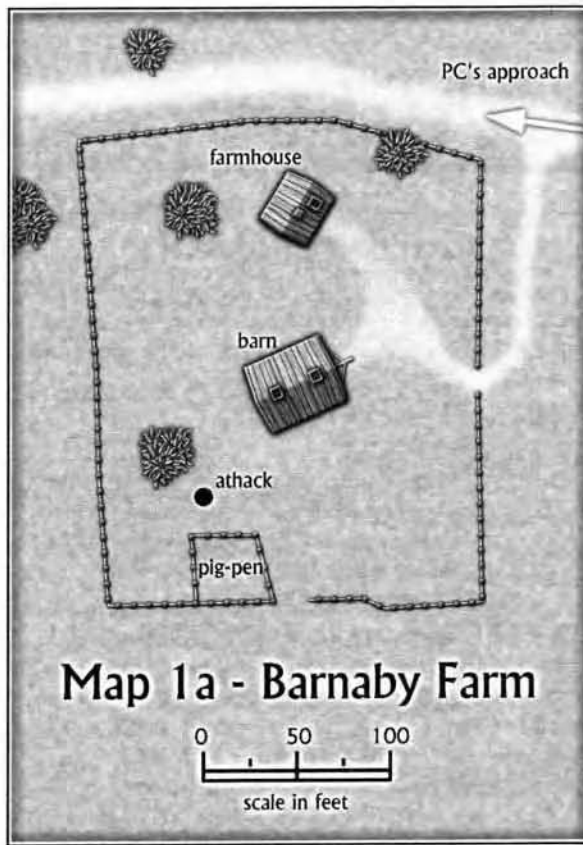 PC's approach
farmhouse
barn
athack
pig-pen
Map 1a - Barnaby Farm
0 50 100
scale in feet